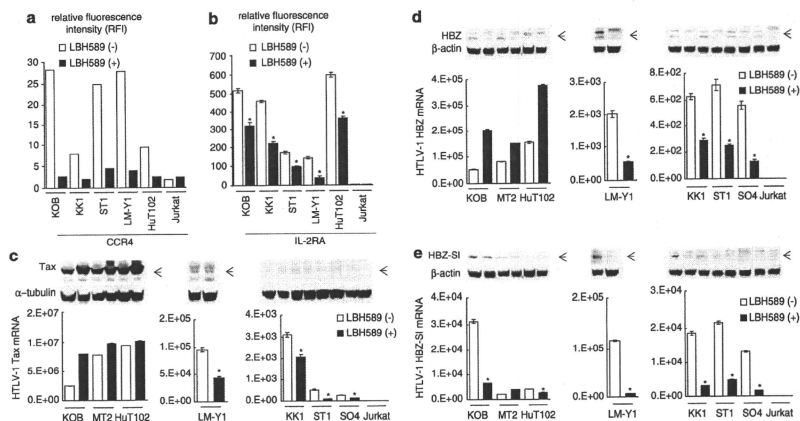 a
relative fluorescence
intensity (RFI)
LBH589 (-)
LBH589 (+)
30
25
20
15
10
5
0
KOB KK1 ST1 LM-Y1 HuT102 Jurkat
CCR4
b
relative fluorescence
intensity (RFI)
LBH589 (-)
LBH589 (+)
700
600
500
400
300
200
100
0
* * * * *
KOB KK1 ST1 LM-Y1 HuT102 Jurkat
IL-2RA
c
Tax
α-tubulin
HTLV-1 Tax mRNA
2.E+07
1.E+07
1.E+07
5.E+06
0.E+00
KOB MT2 HuT102
2.E+05
1.E+05
5.E+04
0.E+00
*
LM-Y1
4.E+03
3.E+03
2.E+03
1.E+03
0.E+00
LBH589 (-)
LBH589 (+)
* * *
KK1 ST1 SO4 Jurkat
d
HBZ
β-actin
HTLV-1 HBZ mRNA
4.E+05
3.E+05
2.E+05
1.E+05
0.E+00
KOB MT2 HuT102
3.E+03
2.E+03
1.E+03
0.E+00
*
LM-Y1
8.E+02
6.E+02
4.E+02
2.E+02
0.E+00
LBH589 (-)
LBH589 (+)
* * *
KK1 ST1 SO4 Jurkat
e
HBZ-SI
β-actin
HTLV-1 HBZ-SI mRNA
4.E+04
3.E+04
2.E+04
1.E+04
0.E+00
* *
KOB MT2 HuT102
2.E+05
1.E+05
5.E+04
0.E+00
*
LM-Y1
3.E+04
2.E+04
2.E+04
1.E+04
5.E+03
0.E+00
LBH589 (-)
LBH589 (+)
* * *
KK1 ST1 SO4 Jurkat